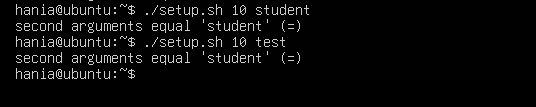 hania@ubuntu:~$ ./setup.sh 10 student
second arguments equal 'student' (=)
hania@ubuntu:~$ ./setup.sh 10 test
second arguments equal 'student' (=)
hania@ubuntu:~$